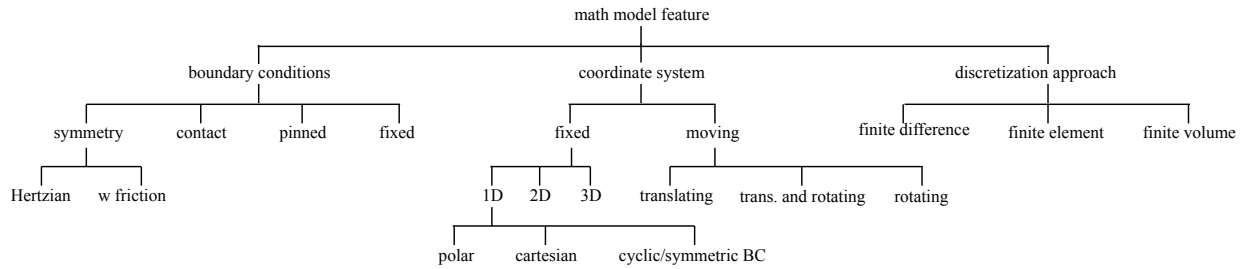 math model feature
boundary conditions coordinate system discretization approach
symmetry contact pinned fixed fixed moving finite difference finite element finite volume
Hertzian w friction 1D 2D 3D translating trans. and rotating rotating
polar cartesian cyclic/symmetric BC